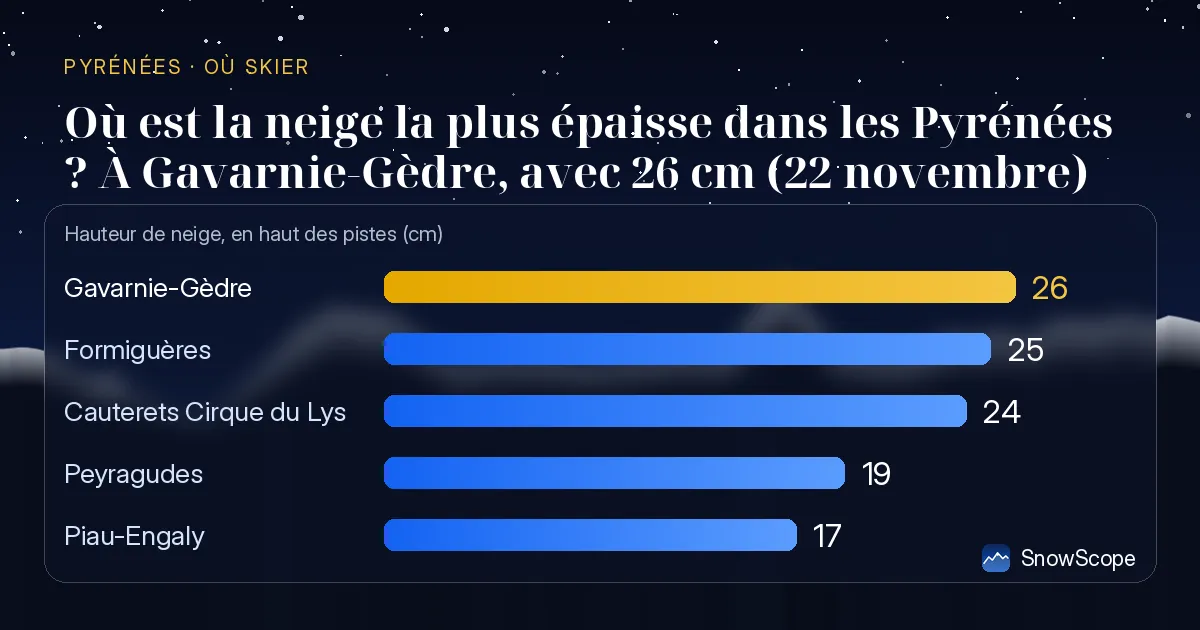 PYRÉNÉES · OÙ SKIER
Où est la neige la plus épaisse dans les Pyrénées
? À Gavarnie-Gèdre, avec 26 cm (22 novembre)
Hauteur de neige, en haut des pistes (cm)
Gavarnie-Gèdre 26
Formiguères 25
Cauterets Cirque du Lys 24
Peyragudes 19
Piau-Engaly 17
SnowScope